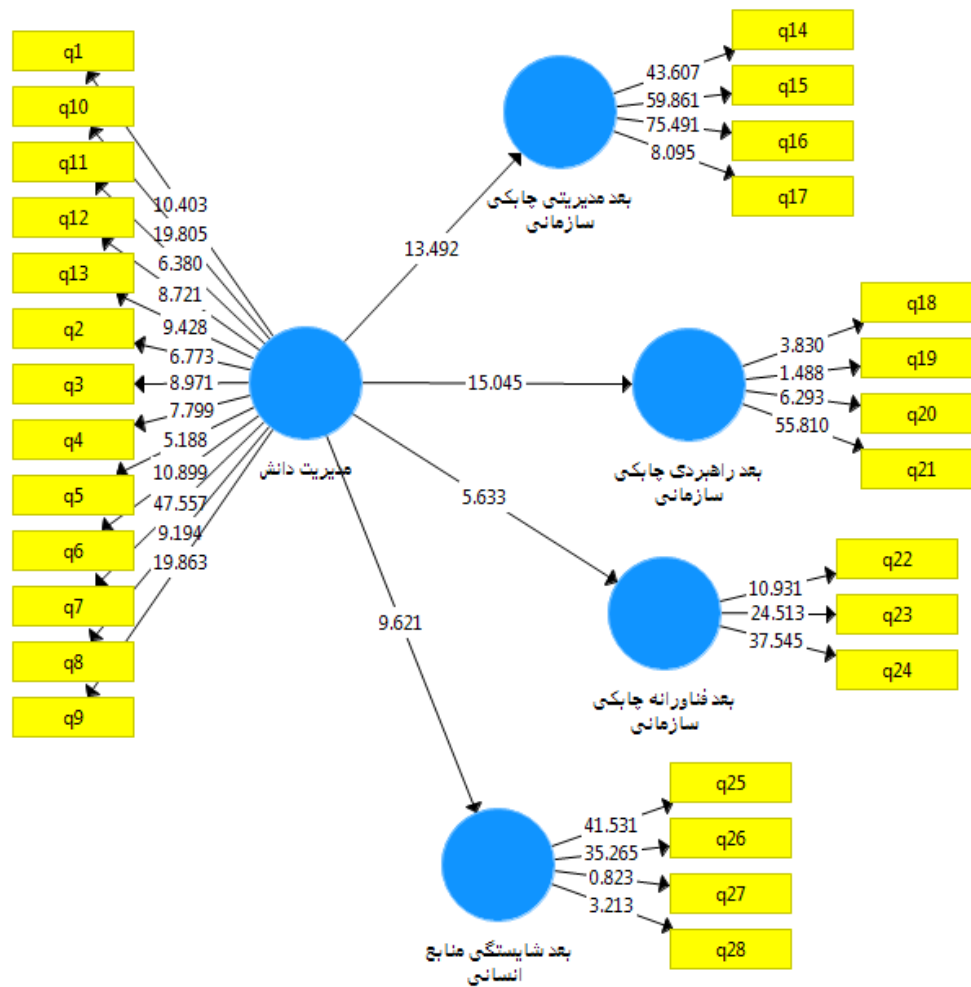 q1
q10
q11
q12
q13
q2
q3
q4
q5
q6
q7
q8
q9
10.403
19.805
6.380
8.721
9.428
6.773
8.971
7.799
5.188
10.899
47.557
9.194
19.863
مدیریت دانش
13.492
15.045
5.633
9.621
بعد مدیریتی چابکی
سازمانی
43.607
59.861
75.491
8.095
q14
q15
q16
q17
بعد راهبردی چابکی
سازمانی
3.830
1.488
6.293
55.810
q18
q19
q20
q21
بعد فناورانه چابکی
سازمانی
10.931
24.513
37.545
q22
q23
q24
بعد شایستگی منابع
انسانی
41.531
35.265
0.823
3.213
q25
q26
q27
q28